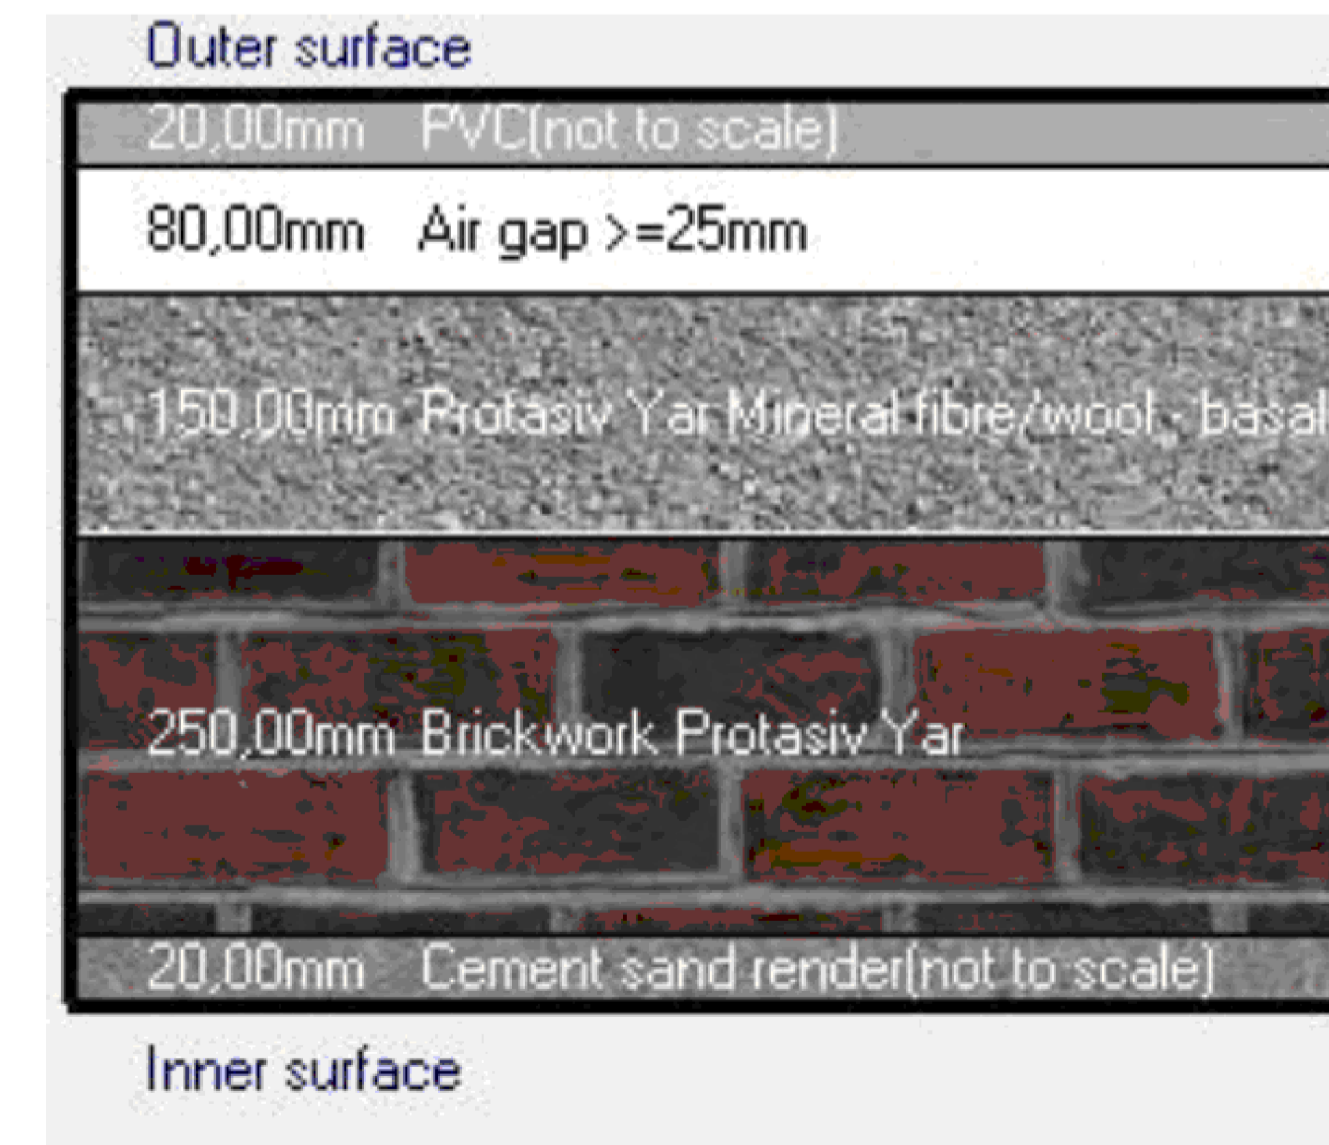 Outer surface
20,00mm PVC(not to scale)
80,00mm Air gap >=25mm
150,00mm Protasiv Yar Mineral fibre/wool - basal
250,00mm Brickwork Protasiv Yar
20,00mm Cement sand render(not to scale)
Inner surface